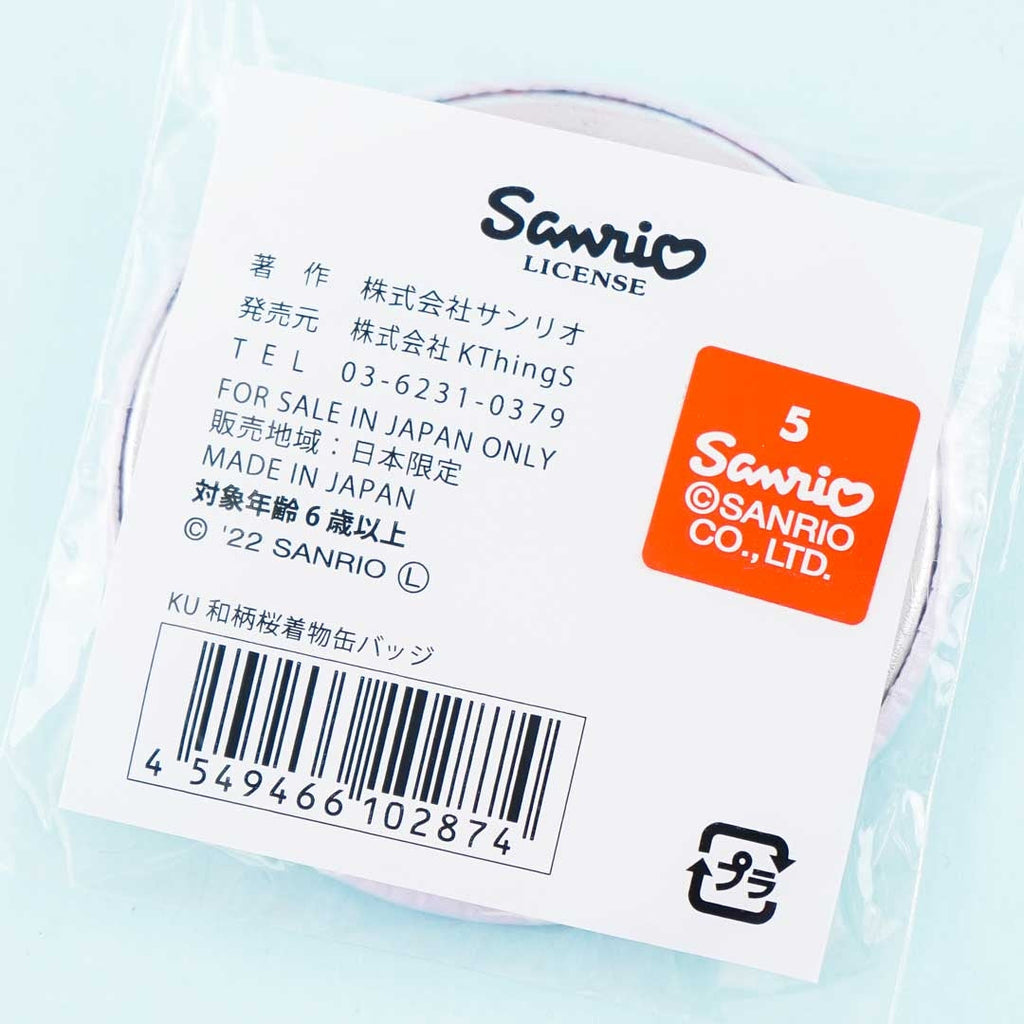 Sanrio
LICENSE
著 作 株式会社サンリオ
発売元 株式会社 KThingS
TEL 03-6231-0379
FOR SALE IN JAPAN ONLY
販売地域：日本限定
MADE IN JAPAN
対象年齢 6 歳以上
© '22 SANRIO Ⓛ
5
Sanrio
©SANRIO
CO., LTD.
KU 和柄桜着物缶バッジ
4 549466 102874
プラ